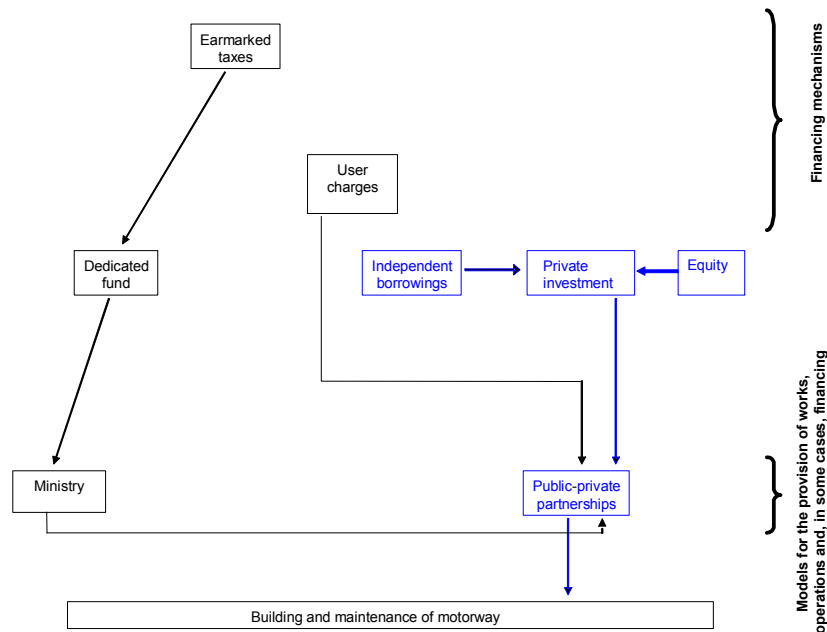 Earmarked
taxes
Financing mechanisms
User
charges
Dedicated
fund
Independent
borrowings
Private
investment
Equity
Ministry
Public-private
partnerships
Models for the provision of works,
operations and, in some cases, financing
Building and maintenance of motorway